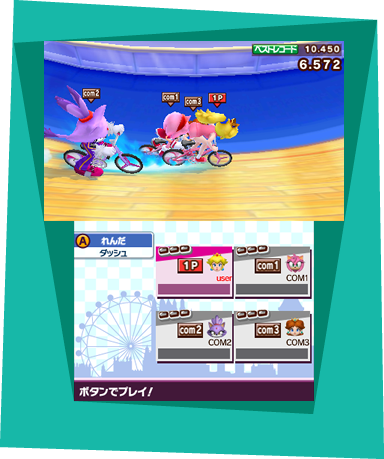 ベストレコード 10.450
6.572
com2
com1
com3
1P
A れんだ
ダッシュ
1P
user
com1
COM1
com2
COM2
com3
COM3
ボタンでプレイ!